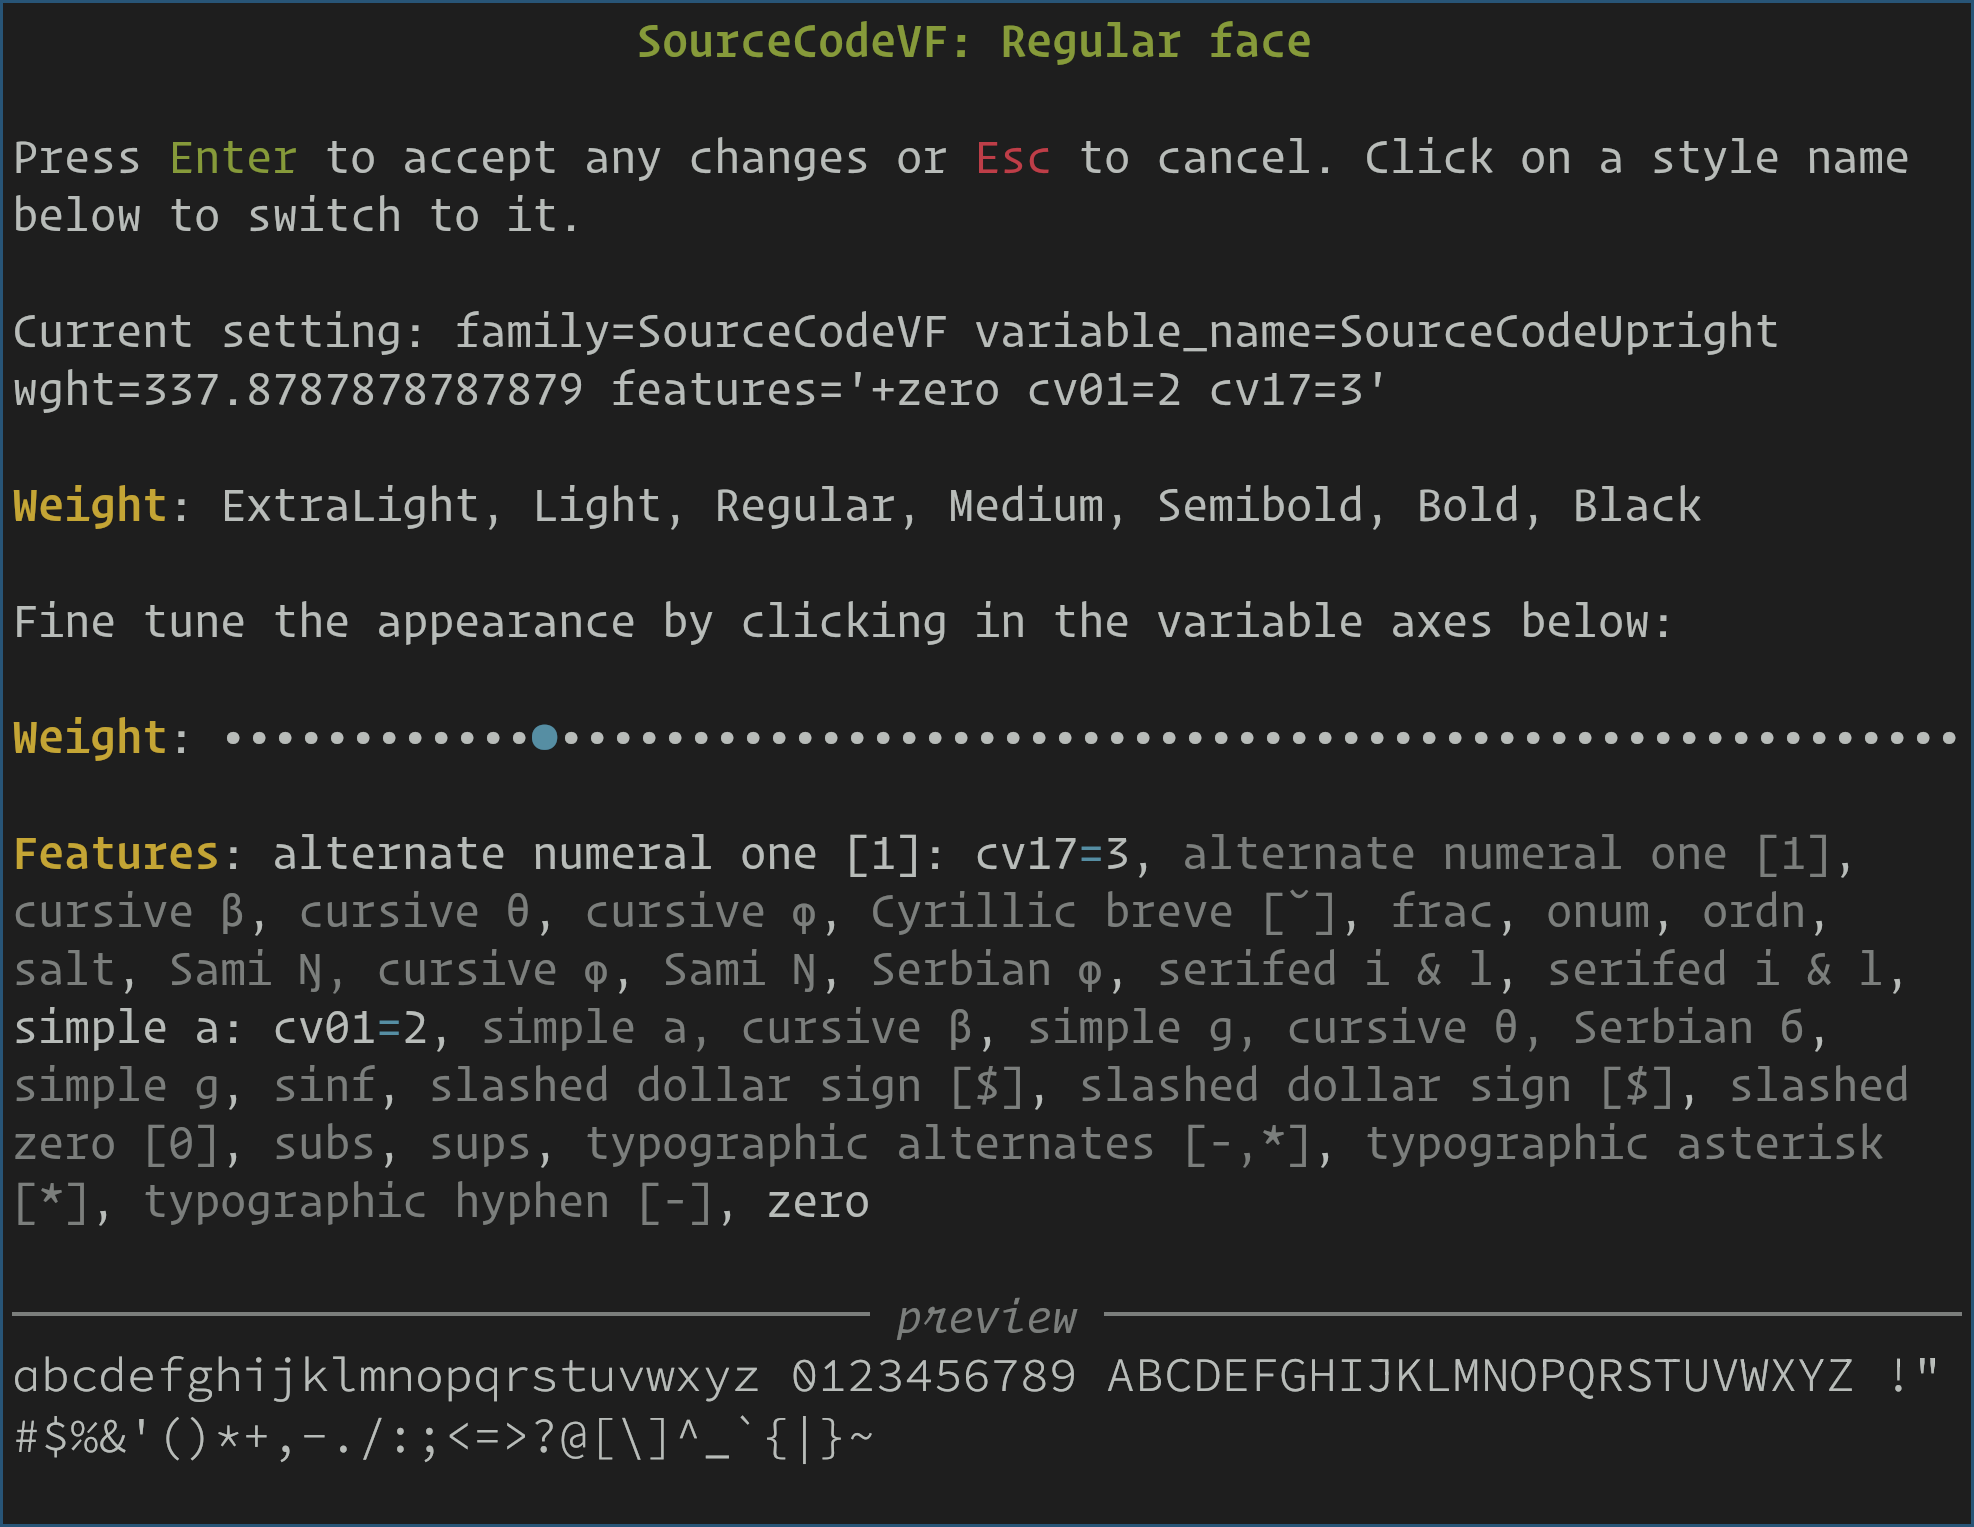 SourceCodeVF: Regular face
Press Enter to accept any changes or Esc to cancel. Click on a style name
below to switch to it.
Current setting: family=SourceCodeVF variable_name=SourceCodeUpright
wght=337.8787878787879 features='+zero cv01=2 cv17=3'
Weight: ExtraLight, Light, Regular, Medium, Semibold, Bold, Black
Fine tune the appearance by clicking in the variable axes below:
Weight:
Features: alternate numeral one [1]: cv17=3, alternate numeral one [1],
cursive β, cursive θ, cursive φ, Cyrillic breve [˘], frac, onum, ordn,
salt, Sami Ŋ, cursive φ, Sami Ŋ, Serbian φ, serifed i & l, serifed i & l,
simple a: cv01=2, simple a, cursive β, simple g, cursive θ, Serbian б,
simple g, sinf, slashed dollar sign [$], slashed dollar sign [$], slashed
zero [0], subs, sups, typographic alternates [-,*], typographic asterisk
[*], typographic hyphen [-], zero
preview
abcdefghijklmnopqrstuvwxyz 0123456789 ABCDEFGHIJKLMNOPQRSTUVWXYZ !"
#$%&'()*+,-./:;<=>?@[\]^_`{|}~